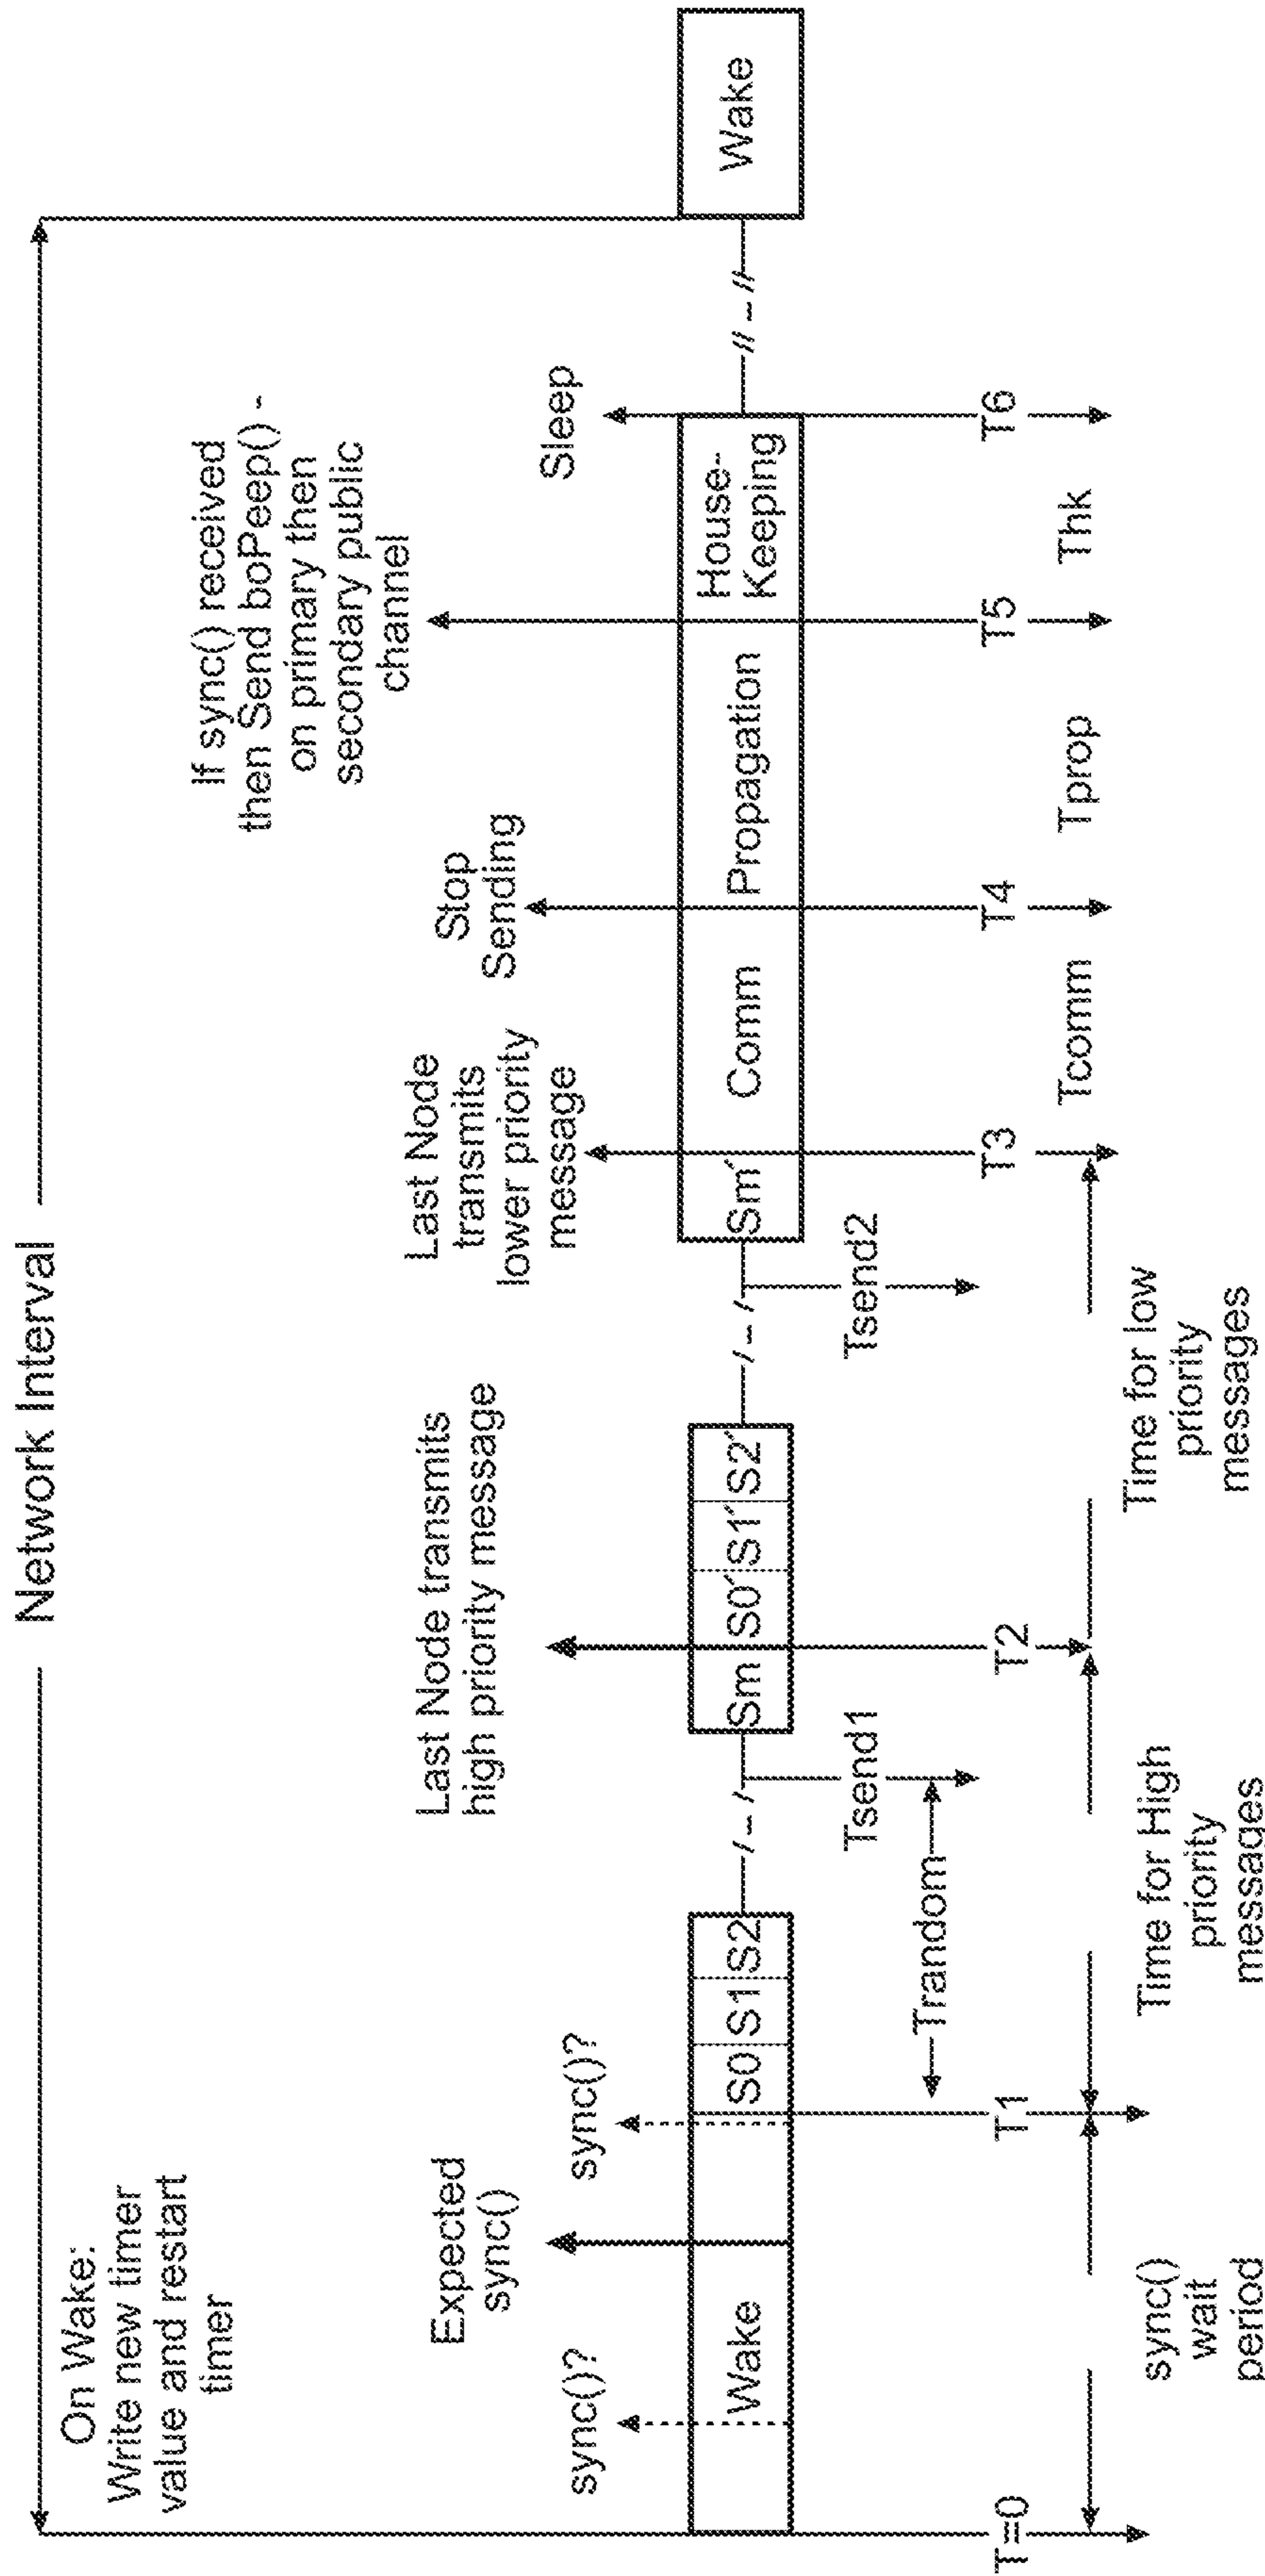 Network Interval
On Wake:
Write new timer
value and restart
timer
If sync() received
then Send boPeep() -
on primary then
secondary public
channel
sync()?
Expected
sync()
sync()?
Last Node transmits
high priority message
Last Node
transmits
lower priority
message
Stop
Sending
Sleep
Wake
S0
S1
S2
Sm
S0´
S1´
S2´
Sm´
Comm
Propagation
House-
Keeping
Wake
Tsend1
Tsend2
Trandom
T=0
T1
T2
T3
T4
T5
T6
Tcomm
Tprop
Thk
sync()
wait
period
Time for High
priority
messages
Time for low
priority
messages